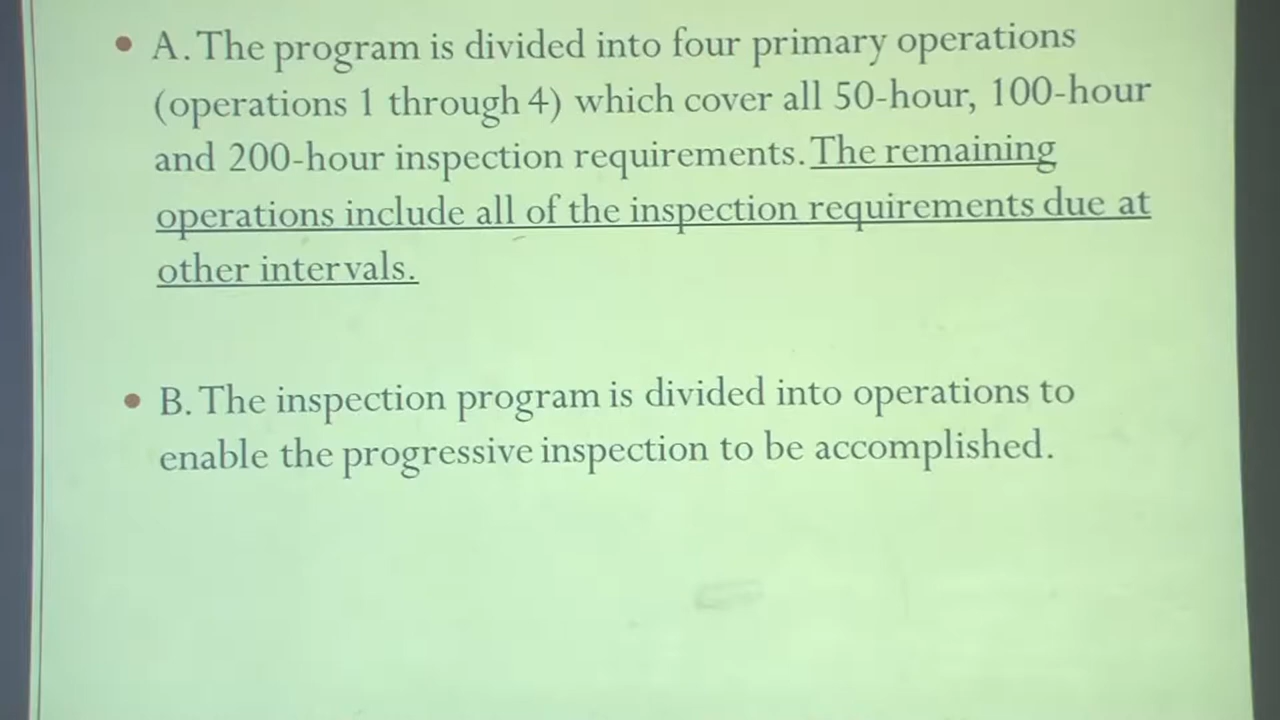 • A. The program is divided into four primary operations
(operations 1 through 4) which cover all 50-hour, 100-hour
and 200-hour inspection requirements. The remaining
operations include all of the inspection requirements due at
other intervals.
• B. The inspection program is divided into operations to
enable the progressive inspection to be accomplished.